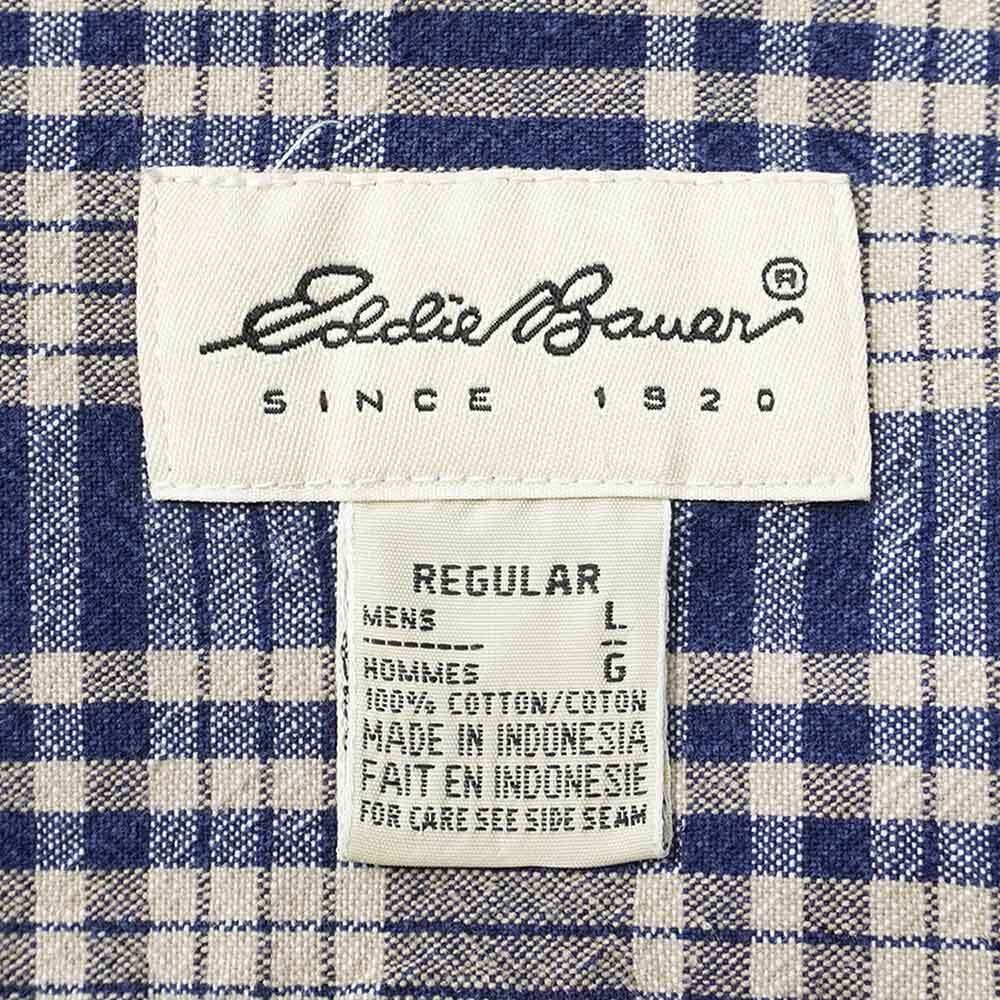 Eddie Bauer ®
SINCE 1920
REGULAR
MENS L
HOMMES G
100% COTTON/COTON
MADE IN INDONESIA
FAIT EN INDONESIE
FOR CARE SEE SIDE SEAM